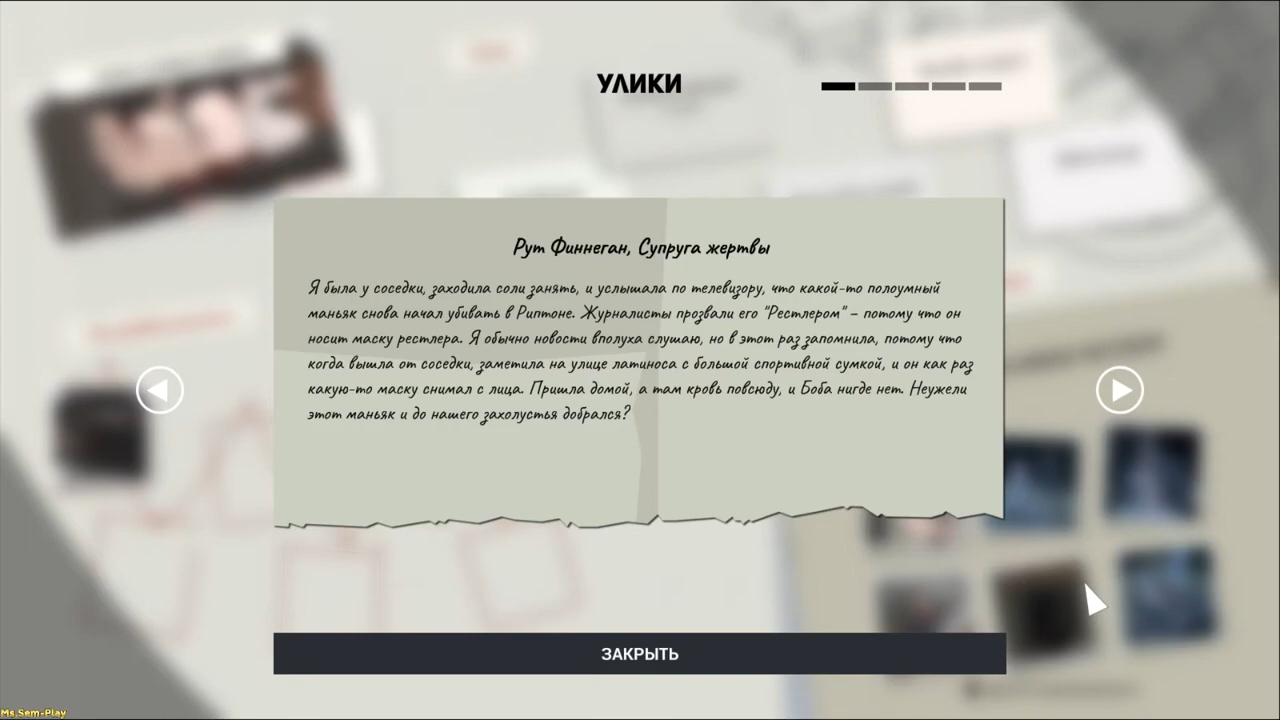 УЛИКИ
Рут Финнеган, Супруга жертвы
Я была у соседки, заходила соли занять, и услышала по телевизору, что какой-то полоумный
маньяк снова начал убивать в Риптоне. Журналисты прозвали его "Рестлером" – потому что он
носит маску рестлера. Я обычно новости вполуха слушаю, но в этот раз запомнила, потому что
когда вышла от соседки, заметила на улице латиноса с большой спортивной сумкой, и он как раз
какую-то маску снимал с лица. Пришла домой, а там кровь повсюду, и Боба нигде нет. Неужели
этот маньяк и до нашего захолустья добрался?
ЗАКРЫТЬ
Ms.Sem-Play